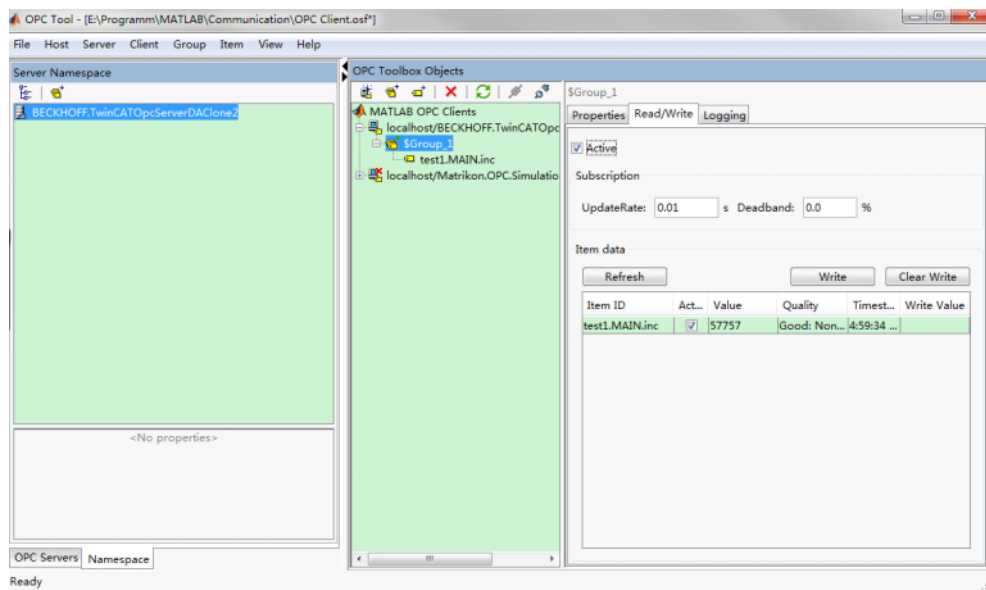 OPC Tool - [E:\Programm\MATLAB\Communication\OPC Client.osf*]
File Host Server Client Group Item View Help
Server Namespace
BECKHOFF.TwinCATOpcServerDAClone2
<No properties>
OPC Servers Namespace
Ready
OPC Toolbox Objects
MATLAB OPC Clients
localhost/BECKHOFF.TwinCATOpc
$Group_1
test1.MAIN.inc
localhost/Matrikon.OPC.Simulatio
$Group_1
Properties Read/Write Logging
Active
Subscription
UpdateRate: 0.01 s Deadband: 0.0 %
Item data
Refresh Write Clear Write
Item ID Act... Value Quality Timest... Write Value
test1.MAIN.inc 57757 Good: Non... 4:59:34 ...